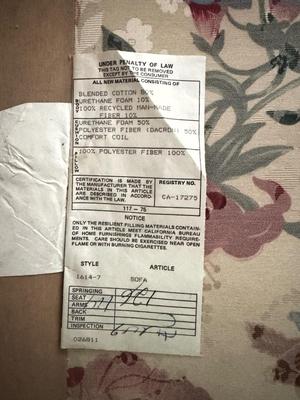 UNDER PENALTY OF LAW
THIS TAG NOT TO BE REMOVED
EXCEPT BY THE CONSUMER
ALL NEW MATERIAL CONSISTING OF
BLENDED COTTON 80%
URETHANE FOAM 10%
100% RECYCLED MAN-MADE
FIBER 10%
URETHANE FOAM 50%
POLYESTER FIBER (DACRON) 50%
COMFORT COIL
100% POLYESTER FIBER 100%
CERTIFICATION IS MADE BY
THE MANUFACTURER THAT THE
MATERIALS IN THIS ARTICLE
ARE DESCRIBED IN ACCORD-
ANCE WITH THE LAW.
REGISTRY NO.
CA-17275
117 - 75
NOTICE
ONLY THE RESILIENT FILLING MATERIALS CONTAIN-
ED IN THIS ARTICLE MEET CALIFORNIA BUREAU
OF HOME FURNISHINGS FLAMMABILITY REQUIRE-
MENTS. CARE SHOULD BE EXERCISED NEAR OPEN
FLAME OR WITH BURNING CIGARETTES.
STYLE ARTICLE
1614-7 SOFA
SPRINGING
SEAT
ARMS
BACK
TRIM
INSPECTION
026811